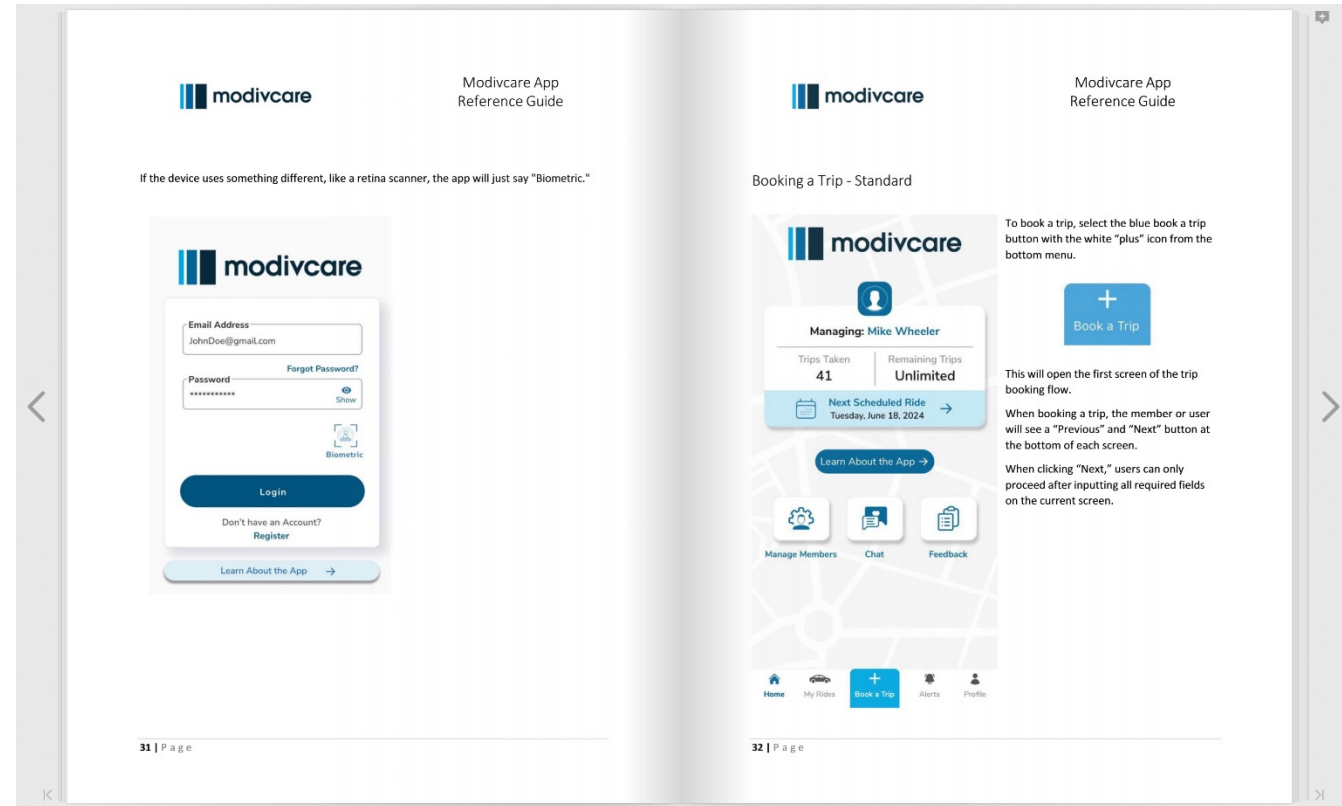 modivcare
Modivcare App
Reference Guide
If the device uses something different, like a retina scanner, the app will just say "Biometric."
modivcare
Email Address
JohnDoe@gmail.com
Forgot Password?
Password
***********
Show
Biometric
Login
Don't have an Account?
Register
Learn About the App →
31 | Page
modivcare
Modivcare App
Reference Guide
Booking a Trip - Standard
modivcare
Managing: Mike Wheeler
Trips Taken
41
Remaining Trips
Unlimited
Next Scheduled Ride
Tuesday, June 18, 2024
→
Learn About the App →
Manage Members
Chat
Feedback
Home
My Rides
+
Book a Trip
Alerts
Profile
To book a trip, select the blue book a trip
button with the white “plus” icon from the
bottom menu.
+
Book a Trip
This will open the first screen of the trip
booking flow.
When booking a trip, the member or user
will see a “Previous” and “Next” button at
the bottom of each screen.
When clicking “Next,” users can only
proceed after inputting all required fields
on the current screen.
32 | Page